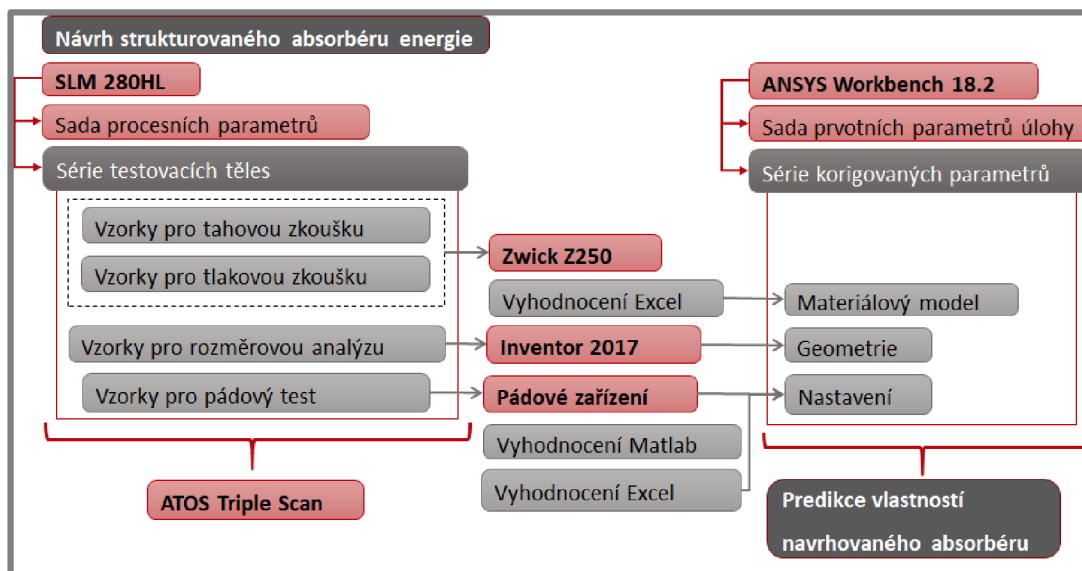 Návrh strukturovaného absorbéru energie
SLM 280HL
Sada procesních parametrů
Série testovacích těles
Vzorky pro tahovou zkoušku
Vzorky pro tlakovou zkoušku
Vzorky pro rozměrovou analýzu
Vzorky pro pádový test
ATOS Triple Scan
Zwick Z250
Vyhodnocení Excel
Inventor 2017
Pádové zařízení
Vyhodnocení Matlab
Vyhodnocení Excel
ANSYS Workbench 18.2
Sada prvotních parametrů úlohy
Série korigovaných parametrů
Materiálový model
Geometrie
Nastavení
Predikce vlastností
navrhovaného absorbéru